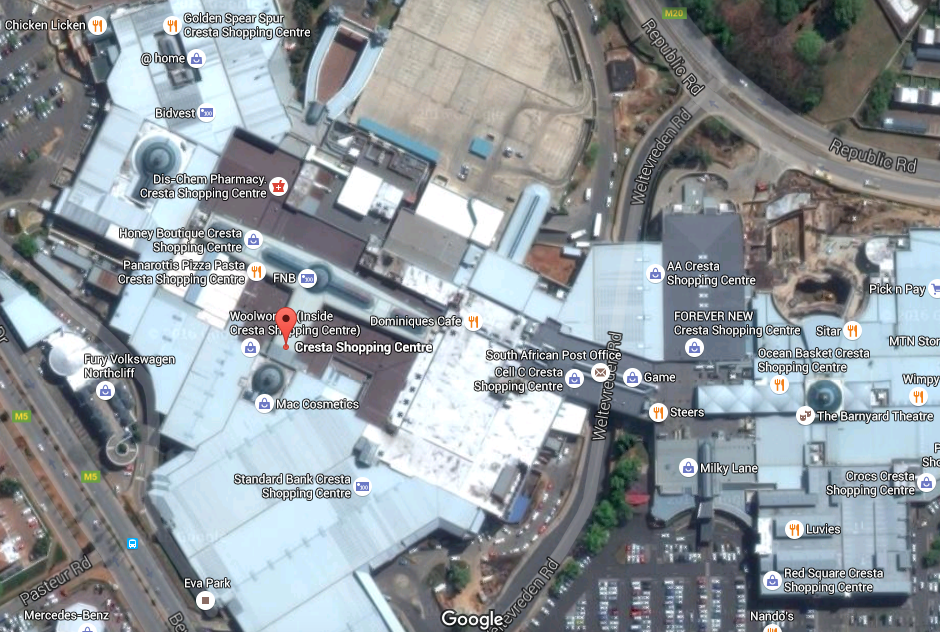 M20
Chicken Licken
Golden Spear Spur
Cresta Shopping Centre
@home
Republic Rd
Bidvest
Weltevreden Rd
Republic Rd
Dis-Chem Pharmacy.
Cresta Shopping Centre
Honey Boutique Cresta
Shopping Centre
Panarottis Pizza Pasta
Cresta Shopping Centre
FNB
AA Cresta
Shopping Centre
Pick n Pay
Woolworths (Inside
Cresta Shopping Centre)
Dominiques Cafe
FOREVER NEW
Cresta Shopping Centre
Sitar
Cresta Shopping Centre
MTN Stor
South African Post Office
Ocean Basket Cresta
Shopping Centre
Fury Volkswagen
Northcliff
Cell C Cresta
Shopping Centre
Game
Wimpy
Mac Cosmetics
Weltevreden Rd
Steers
The Barnyard Theatre
M5
M5
Milky Lane
Crocs Cresta
Shopping Centre
Standard Bank Cresta
Shopping Centre
Luvies
Pasteur Rd
Eva Park
Red Square Cresta
Shopping Centre
Mercedes-Benz
Google
evreden Rd
Nando's